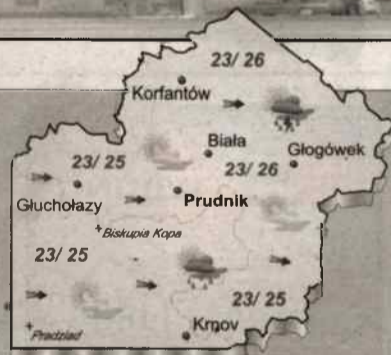 23/ 26
Korfantów
Biała
Głogówek
23/ 25
23/ 26
Głuchołazy
Prudnik
Biskupia Kopa
23/ 25
23/ 25
Krnov
Pradziad